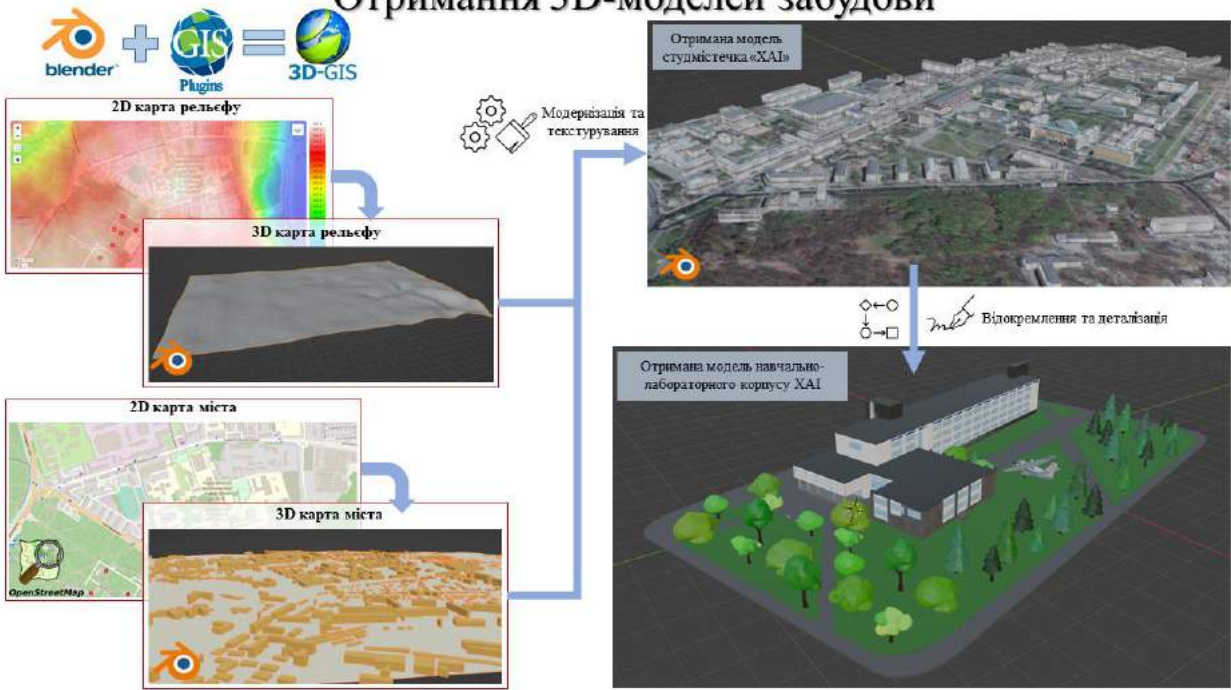 Отримання 3D-моделей забудови
blender
GIS
Plugins
3D-GIS
2D карта рельєфу
3D карта рельєфу
2D карта міста
OpenStreetMap
3D карта міста
Модернізація та
текстурування
Отримана модель
студмістечка «ХАІ»
Відокремлення та деталізація
Отримана модель навчально-
лабораторного корпусу ХАІ